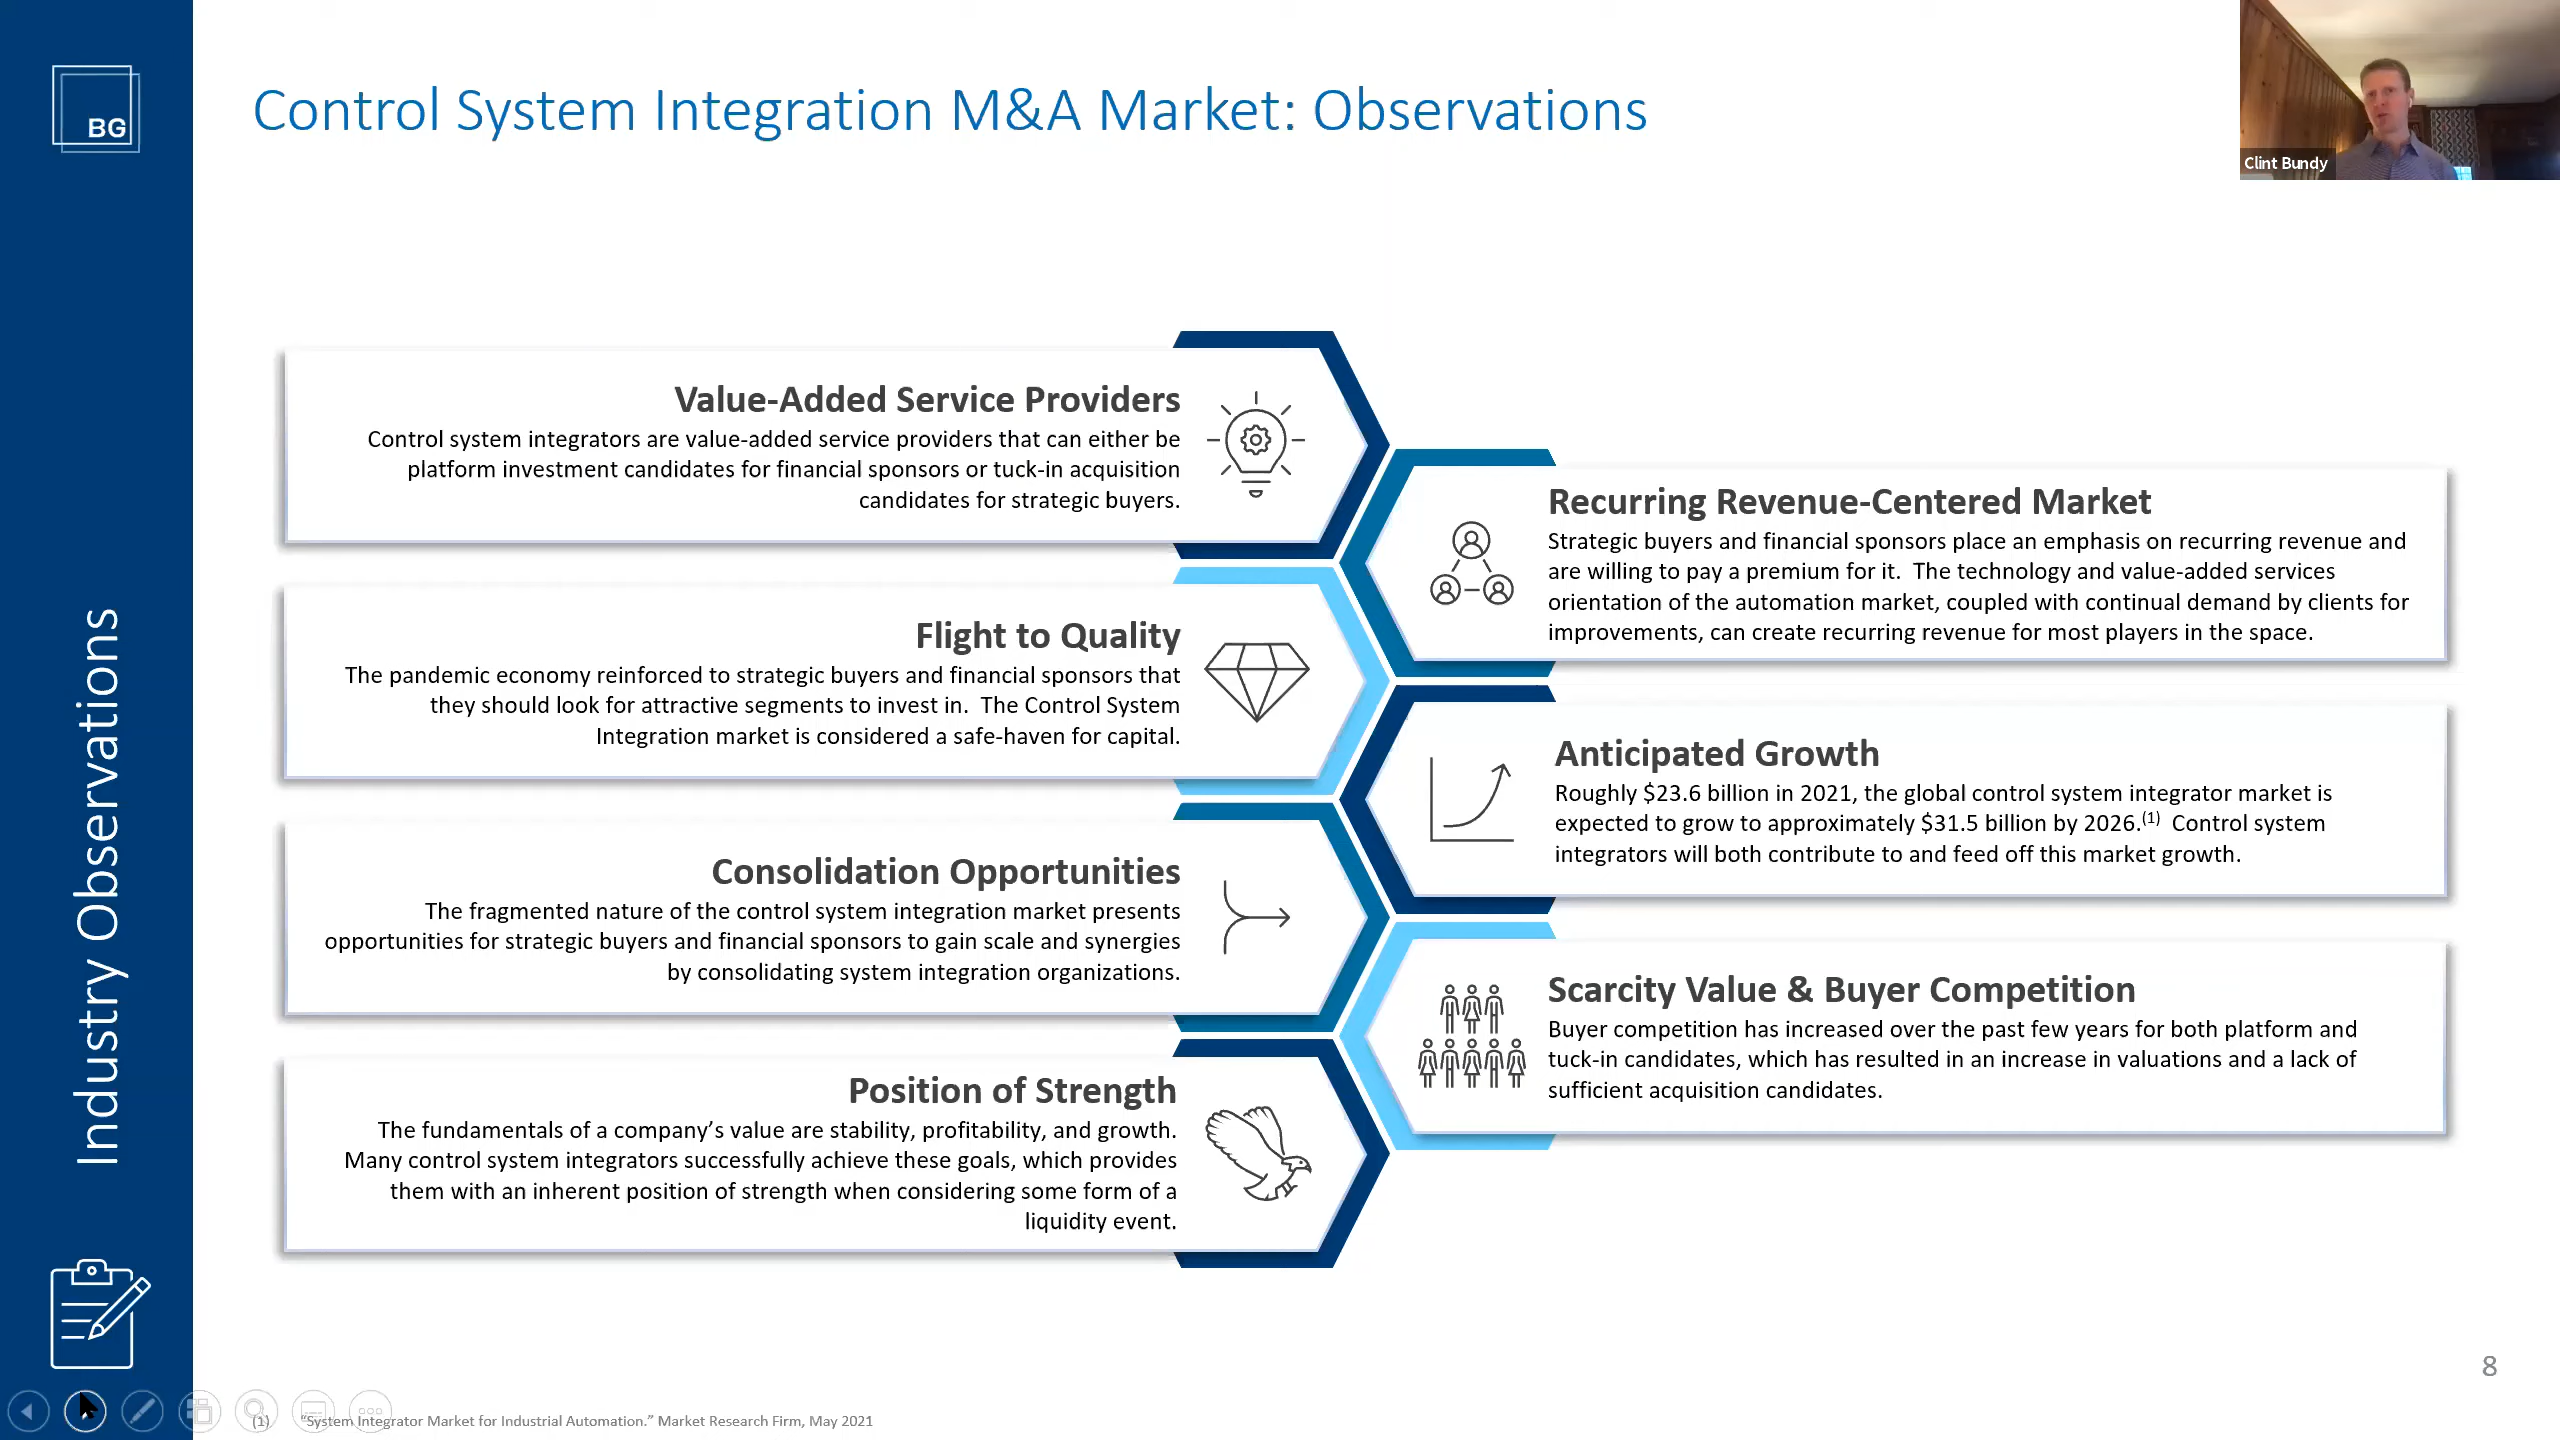 BG
Control System Integration M&A Market: Observations
Clint Bundy
Industry Observations
Value-Added Service Providers
Control system integrators are value-added service providers that can either be
platform investment candidates for financial sponsors or tuck-in acquisition
candidates for strategic buyers.
Recurring Revenue-Centered Market
Strategic buyers and financial sponsors place an emphasis on recurring revenue and
are willing to pay a premium for it.  The technology and value-added services
orientation of the automation market, coupled with continual demand by clients for
improvements, can create recurring revenue for most players in the space.
Flight to Quality
The pandemic economy reinforced to strategic buyers and financial sponsors that
they should look for attractive segments to invest in.  The Control System
Integration market is considered a safe-haven for capital.
Anticipated Growth
Roughly $23.6 billion in 2021, the global control system integrator market is
expected to grow to approximately $31.5 billion by 2026.(1)  Control system
integrators will both contribute to and feed off this market growth.
Consolidation Opportunities
The fragmented nature of the control system integration market presents
opportunities for strategic buyers and financial sponsors to gain scale and synergies
by consolidating system integration organizations.
Scarcity Value & Buyer Competition
Buyer competition has increased over the past few years for both platform and
tuck-in candidates, which has resulted in an increase in valuations and a lack of
sufficient acquisition candidates.
Position of Strength
The fundamentals of a company’s value are stability, profitability, and growth.
Many control system integrators successfully achieve these goals, which provides
them with an inherent position of strength when considering some form of a
liquidity event.
8
(1) “System Integrator Market for Industrial Automation.” Market Research Firm, May 2021